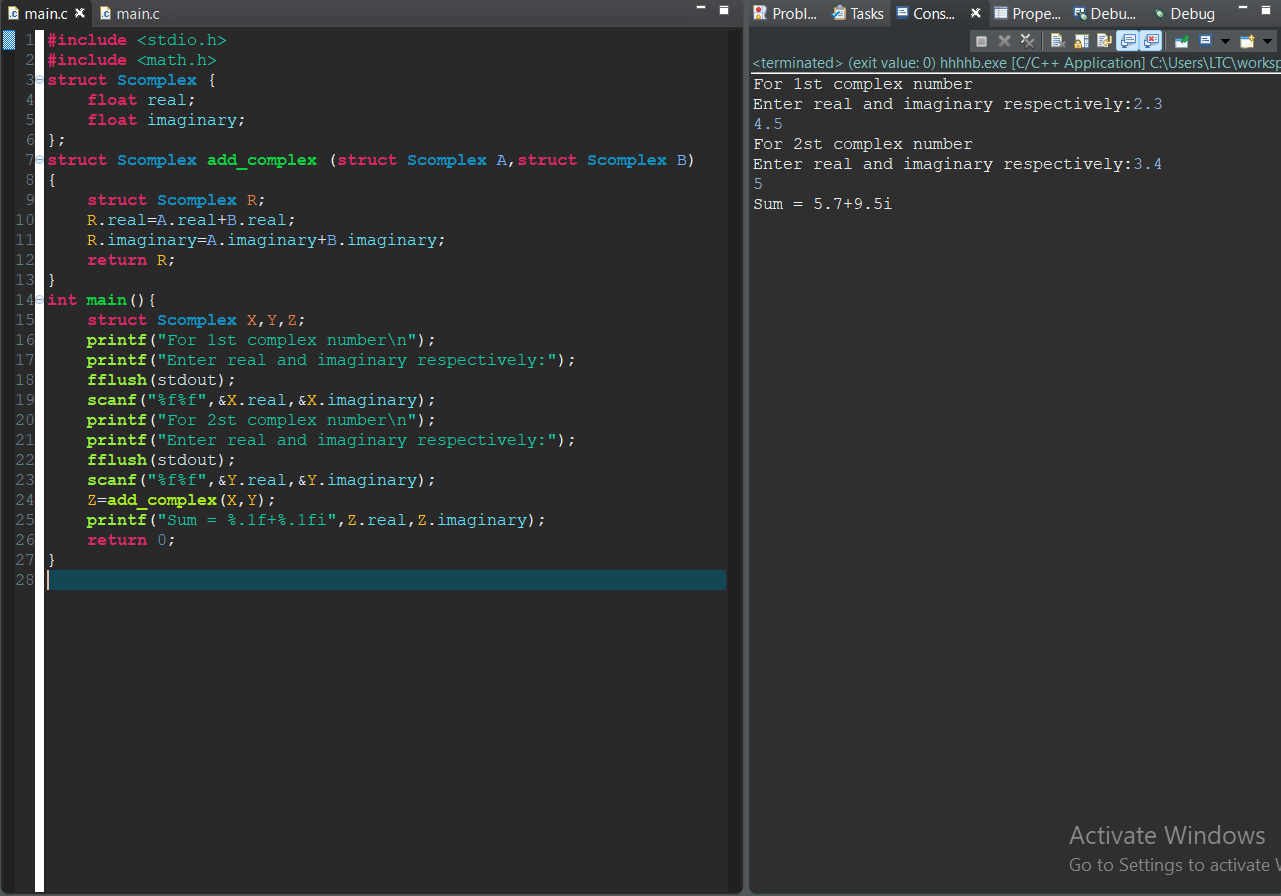 main.c main.c
1 #include <stdio.h>
2 #include <math.h>
3 struct Scomplex {
4     float real;
5     float imaginary;
6 };
7 struct Scomplex add_complex (struct Scomplex A,struct Scomplex B)
8 {
9     struct Scomplex R;
10     R.real=A.real+B.real;
11     R.imaginary=A.imaginary+B.imaginary;
12     return R;
13 }
14 int main(){
15     struct Scomplex X,Y,Z;
16     printf("For 1st complex number\n");
17     printf("Enter real and imaginary respectively:");
18     fflush(stdout);
19     scanf("%f%f",&X.real,&X.imaginary);
20     printf("For 2st complex number\n");
21     printf("Enter real and imaginary respectively:");
22     fflush(stdout);
23     scanf("%f%f",&Y.real,&Y.imaginary);
24     Z=add_complex(X,Y);
25     printf("Sum = %.1f+%.1fi",Z.real,Z.imaginary);
26     return 0;
27 }
28
Probl... Tasks Cons... Prope... Debu... Debug
<terminated> (exit value: 0) hhhhb.exe [C/C++ Application] C:\Users\LTC\worksp
For 1st complex number
Enter real and imaginary respectively:2.3
4.5
For 2st complex number
Enter real and imaginary respectively:3.4
5
Sum = 5.7+9.5i
Activate Windows
Go to Settings to activate